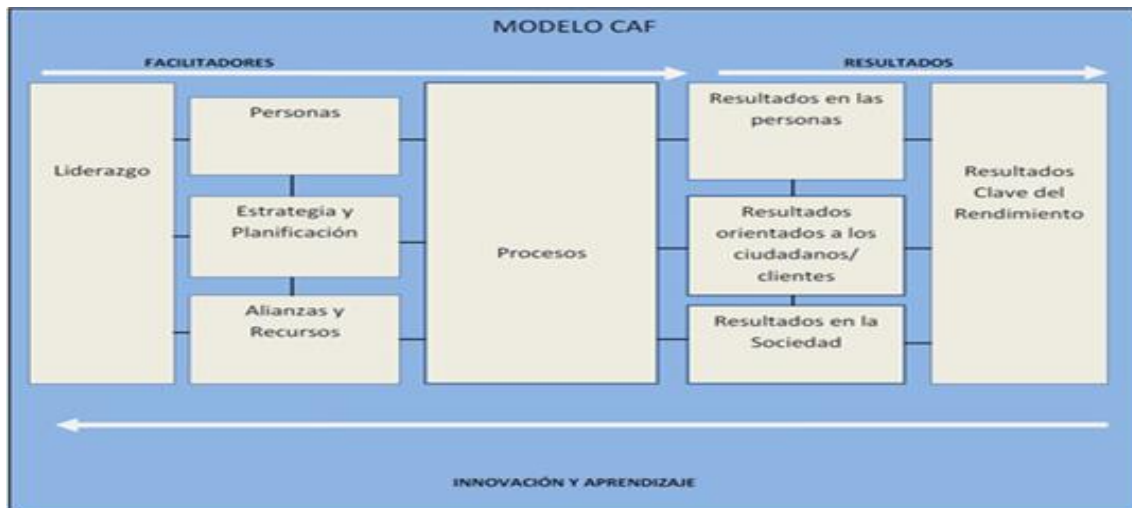 MODELO CAF
FACILITADORES
RESULTADOS
Liderazgo
Personas
Estrategia y
Planificación
Alianzas y
Recursos
Procesos
Resultados en las
personas
Resultados
orientados a los
ciudadanos/
clientes
Resultados en la
Sociedad
Resultados
Clave del
Rendimiento
INNOVACIÓN Y APRENDIZAJE